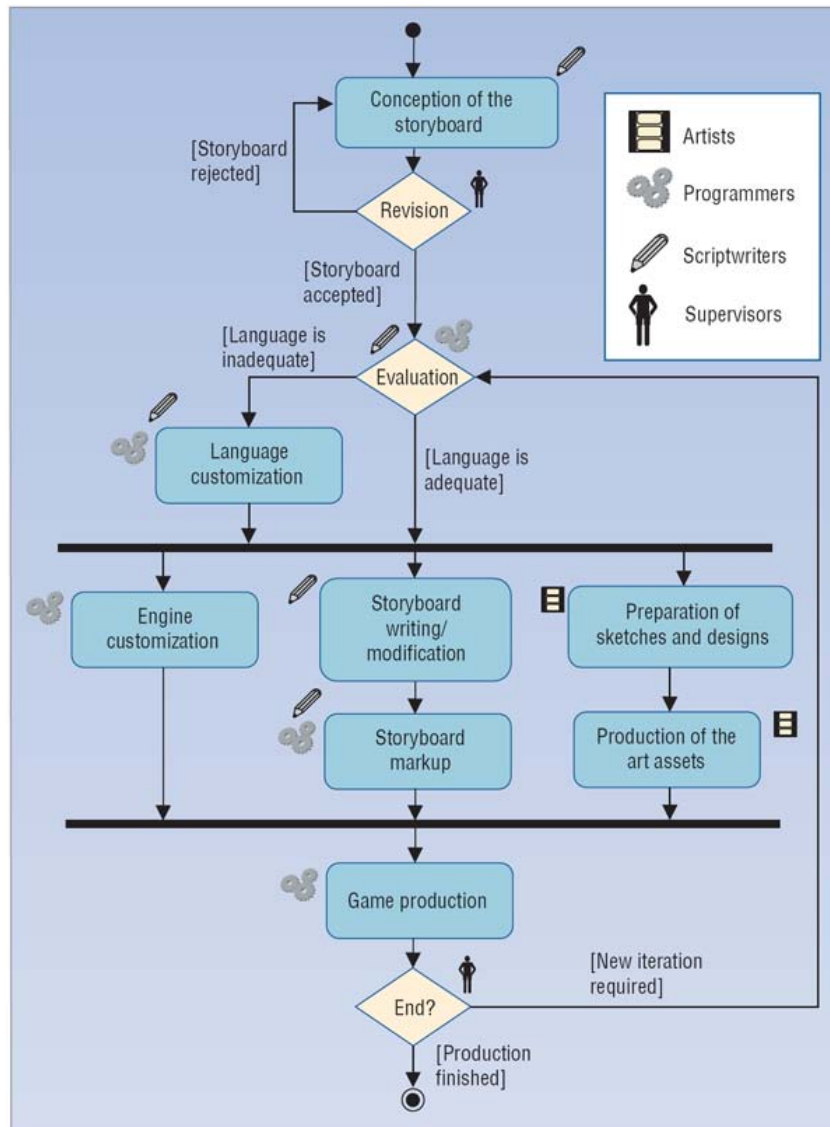 Conception of the
storyboard
[Storyboard
rejected]
Artists
Programmers
Scriptwriters
Supervisors
Revision
[Storyboard
accepted]
[Language is
inadequate]
Evaluation
Language
customization
[Language is
adequate]
Engine
customization
Storyboard
writing/
modification
Preparation of
sketches and designs
Storyboard
markup
Production of the
art assets
Game production
[New iteration
required]
End?
[Production
finished]